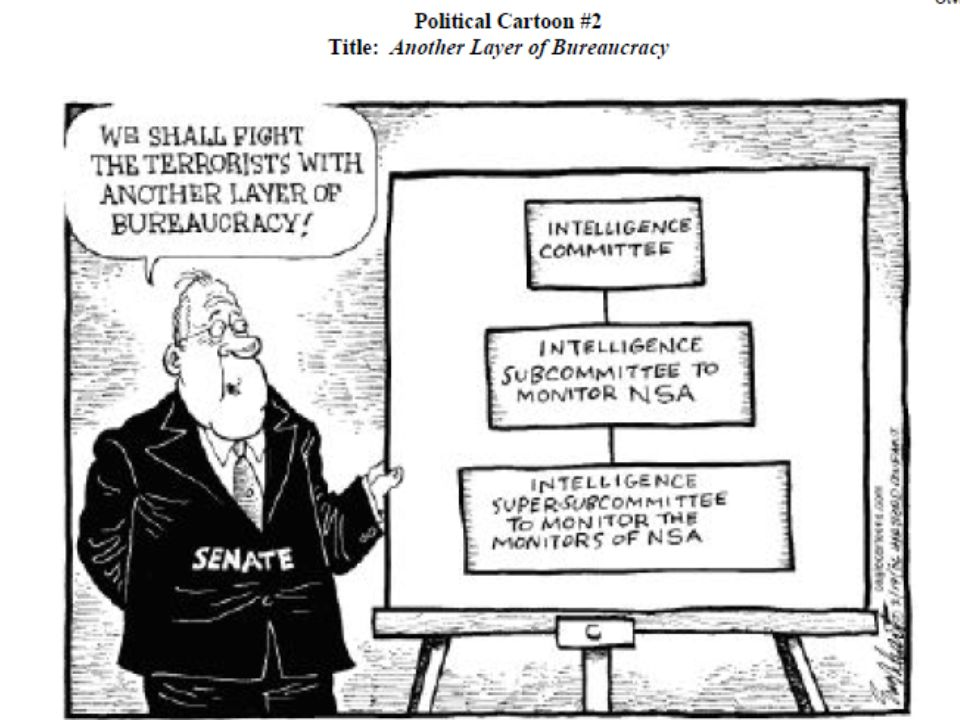 Political Cartoon #2
Title: Another Layer of Bureaucracy
WE SHALL FIGHT
THE TERRORISTS WITH
ANOTHER LAYER OF
BUREAUCRACY!
INTELLIGENCE
COMMITTEE
INTELLIGENCE
SUBCOMMITTEE TO
MONITOR NSA
INTELLIGENCE
SUPER-SUBCOMMITTEE
TO MONITOR THE
MONITORS OF NSA
SENATE
C